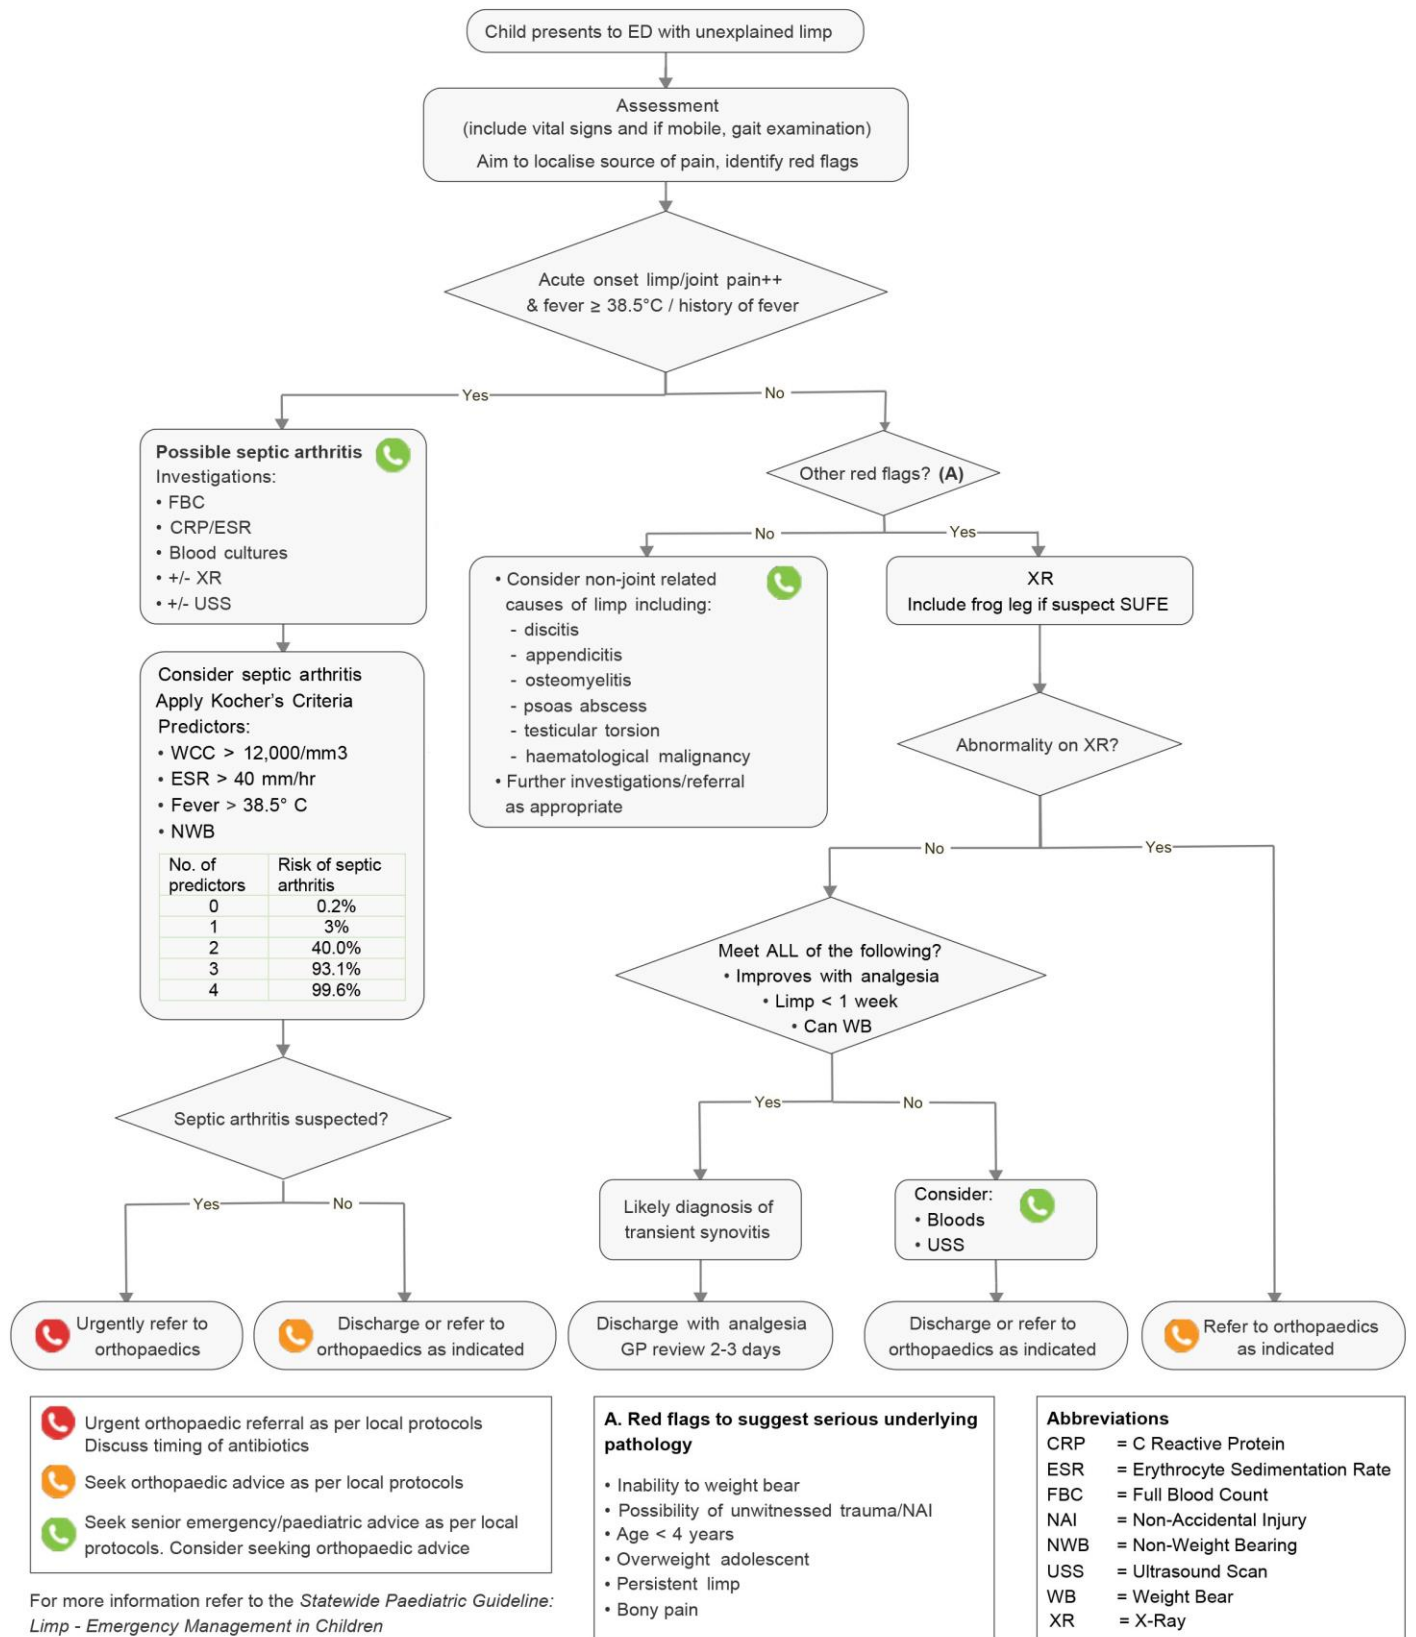 Child presents to ED with unexplained limp
Assessment
(include vital signs and if mobile, gait examination)
Aim to localise source of pain, identify red flags
Acute onset limp/joint pain++
& fever ≥ 38.5°C / history of fever
Yes
No
Possible septic arthritis
Investigations:
• FBC
• CRP/ESR
• Blood cultures
• +/- XR
• +/- USS
Consider septic arthritis
Apply Kocher's Criteria
Predictors:
• WCC > 12,000/mm3
• ESR > 40 mm/hr
• Fever > 38.5° C
• NWB
No. of predictors
Risk of septic arthritis
0 0.2%
1 3%
2 40.0%
3 93.1%
4 99.6%
Septic arthritis suspected?
Yes
No
Urgently refer to
orthopaedics
Discharge or refer to
orthopaedics as indicated
Other red flags? (A)
No
Yes
• Consider non-joint related
causes of limp including:
- discitis
- appendicitis
- osteomyelitis
- psoas abscess
- testicular torsion
- haematological malignancy
• Further investigations/referral
as appropriate
XR
Include frog leg if suspect SUFE
Abnormality on XR?
No
Yes
Meet ALL of the following?
• Improves with analgesia
• Limp < 1 week
• Can WB
Yes
No
Likely diagnosis of
transient synovitis
Consider:
• Bloods
• USS
Discharge with analgesia
GP review 2-3 days
Discharge or refer to
orthopaedics as indicated
Refer to orthopaedics
as indicated
Urgent orthopaedic referral as per local protocols
Discuss timing of antibiotics
Seek orthopaedic advice as per local protocols
Seek senior emergency/paediatric advice as per local
protocols. Consider seeking orthopaedic advice
For more information refer to the Statewide Paediatric Guideline:
Limp - Emergency Management in Children
A. Red flags to suggest serious underlying
pathology
• Inability to weight bear
• Possibility of unwitnessed trauma/NAI
• Age < 4 years
• Overweight adolescent
• Persistent limp
• Bony pain
Abbreviations
CRP = C Reactive Protein
ESR = Erythrocyte Sedimentation Rate
FBC = Full Blood Count
NAI = Non-Accidental Injury
NWB = Non-Weight Bearing
USS = Ultrasound Scan
WB = Weight Bear
XR = X-Ray